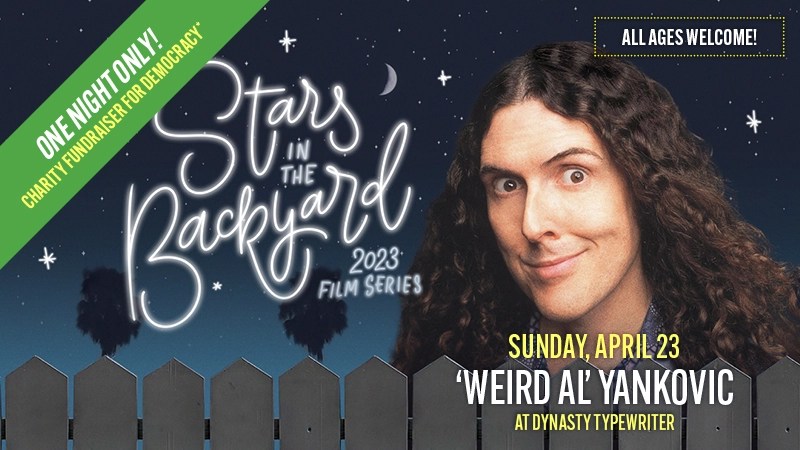 ONE NIGHT ONLY!
CHARITY FUNDRAISER FOR DEMOCRACY*
ALL AGES WELCOME!
Stars
IN
THE
Backyard
2023
FILM SERIES
SUNDAY, APRIL 23
‘WEIRD AL’ YANKOVIC
AT DYNASTY TYPEWRITER